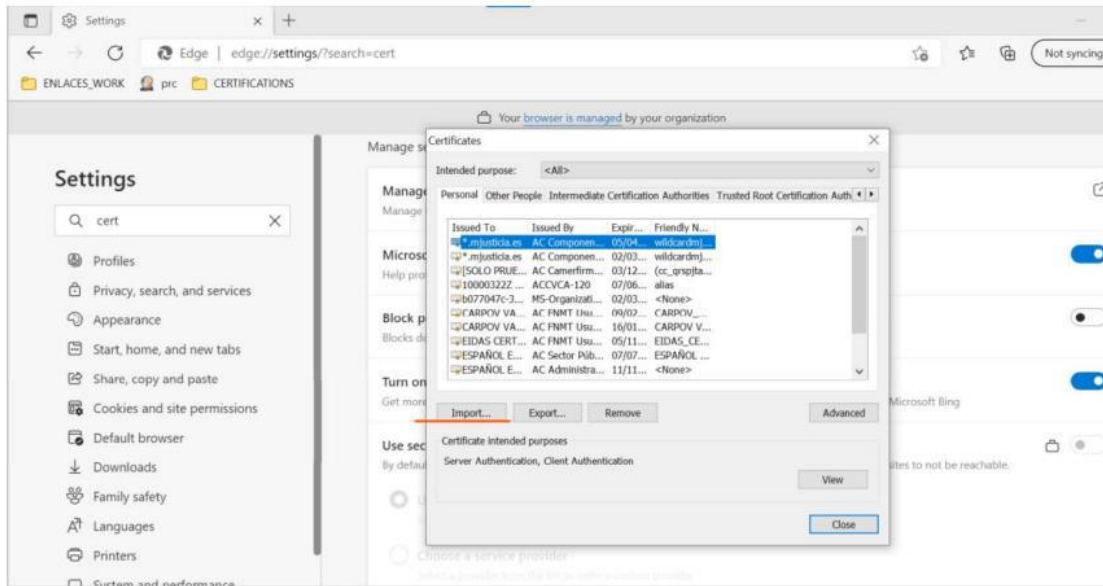 Settings
Edge | edge://settings/?search=cert
Not syncing
ENLACES_WORK prc CERTIFICATIONS
Your browser is managed by your organization
Settings
cert
Profiles
Privacy, search, and services
Appearance
Start, home, and new tabs
Share, copy and paste
Cookies and site permissions
Default browser
Downloads
Family safety
Languages
Printers
System and performance
Manage se
Manage
Manage
Microso
Help pro
Block p
Blocks do
Turn on
Get more
Microsoft Bing
Use sec
By defau
ites to not be reachable.
Choose a service provider
Certificates
Intended purpose: <All>
Personal Other People Intermediate Certification Authorities Trusted Root Certification Auth
Issued To Issued By Expir... Friendly N...
*.mjusticia.es AC Componen... 05/04... wildcardmj...
*.mjusticia.es AC Componen... 02/03... wildcardmj...
[SOLO PRUE... AC Camerfirm... 03/12... (cc_qrspjta...
10000322Z ... ACCVCA-120 07/06... alias
b077047c-3... MS-Organizati... 02/03... <None>
CARPOV VA... AC FNMT Usu... 09/02... CARPOV_...
CARPOV VA... AC FNMT Usu... 16/01... CARPOV V...
EIDAS CERT... AC FNMT Usu... 05/11... EIDAS_CE...
ESPAÑOL E... AC Sector Púb... 07/07... ESPAÑOL ...
ESPAÑOL E... AC Administra... 11/11... <None>
Import... Export... Remove Advanced
Certificate intended purposes
Server Authentication, Client Authentication
View
Close